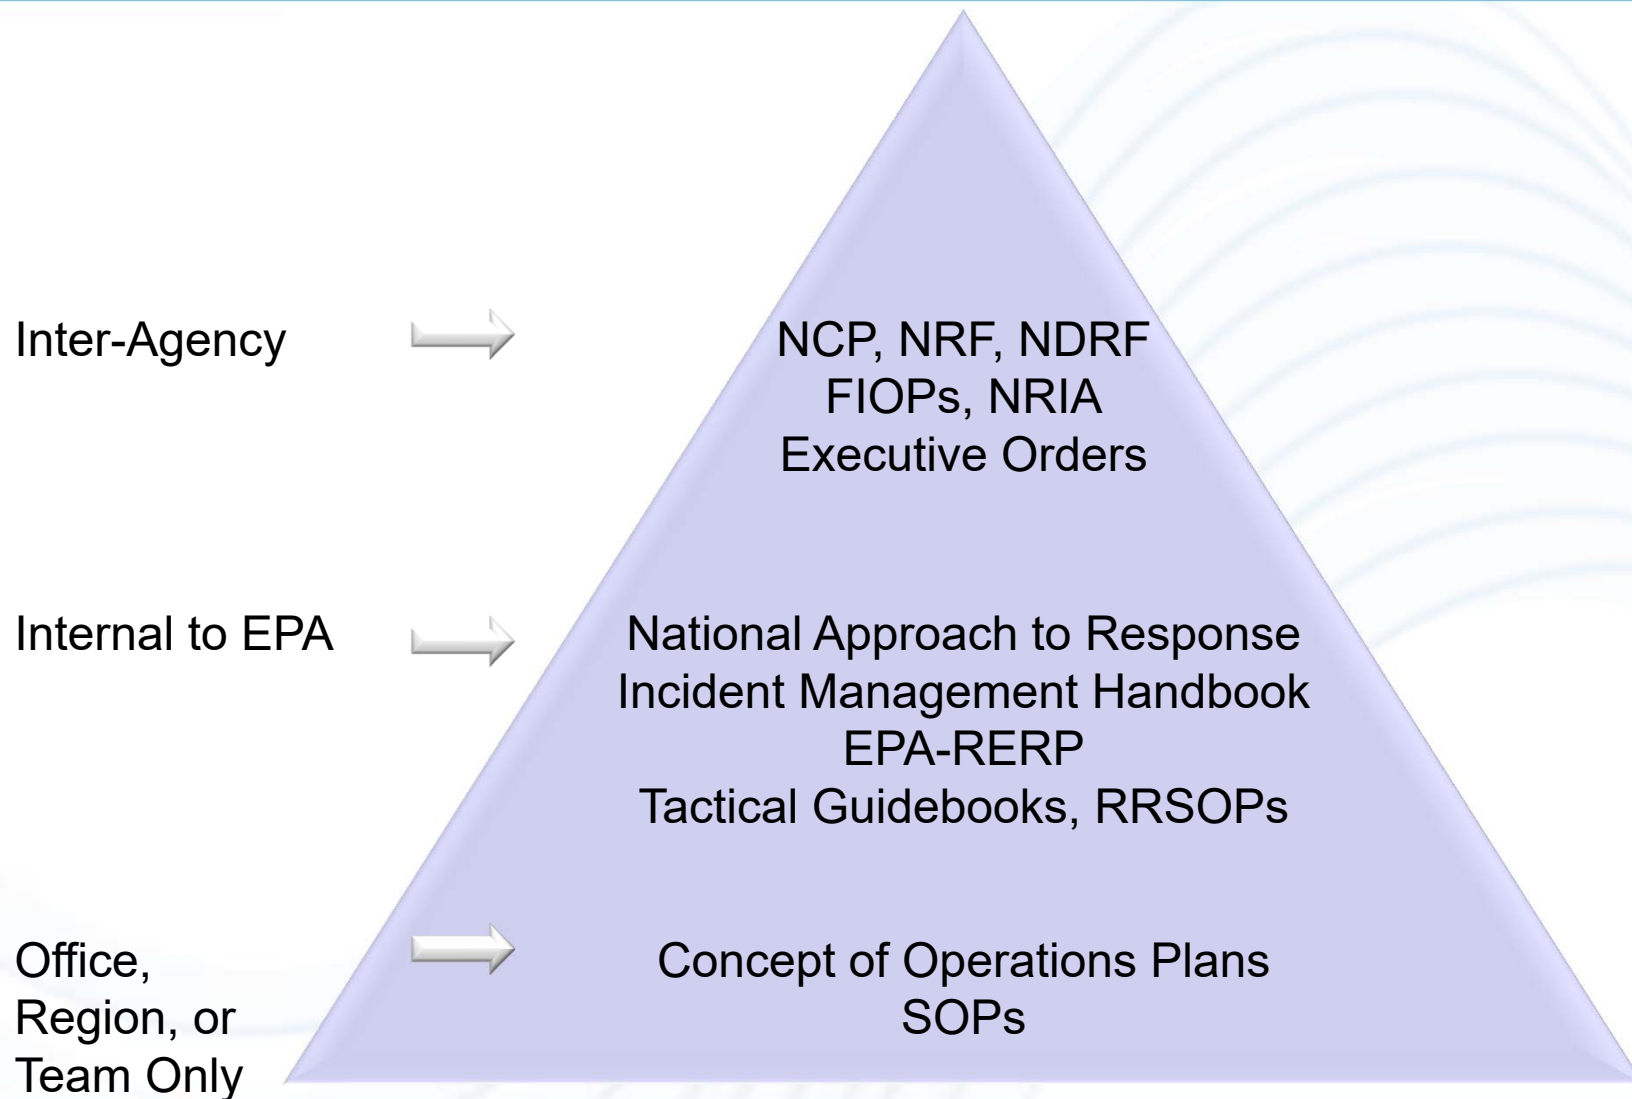 Inter-Agency
NCP, NRF, NDRF
FIOPs, NRIA
Executive Orders
Internal to EPA
National Approach to Response
Incident Management Handbook
EPA-RERP
Tactical Guidebooks, RRSOPs
Office,
Region, or
Team Only
Concept of Operations Plans
SOPs